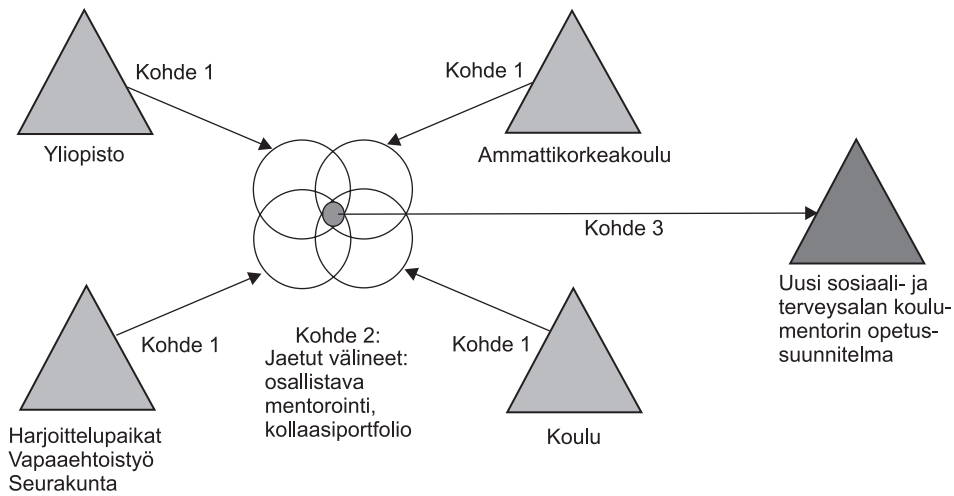 Kohde 1
Yliopisto
Kohde 1
Ammattikorkeakoulu
Kohde 3
Uusi sosiaali- ja
terveysalan koulu-
mentorin opetus-
suunnitelma
Kohde 1
Harjoittelupaikat
Vapaaehtoistyö
Seurakunta
Kohde 2:
Jaetut välineet:
osallistava
mentorointi,
kollaasiportfolio
Kohde 1
Koulu